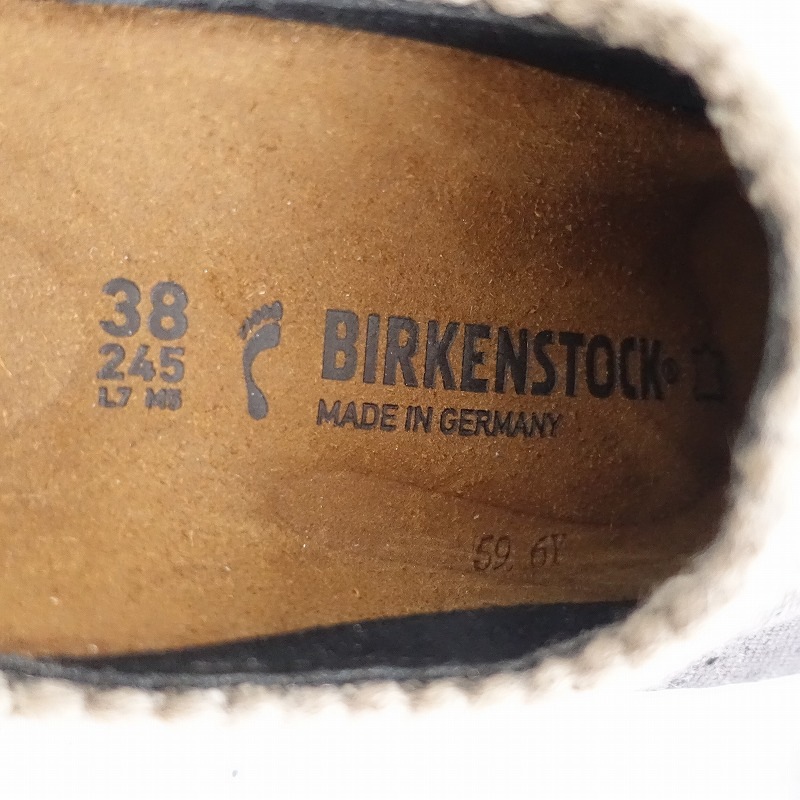 38
245
L7 M5
BIRKENSTOCK®
MADE IN GERMANY
59 6Y